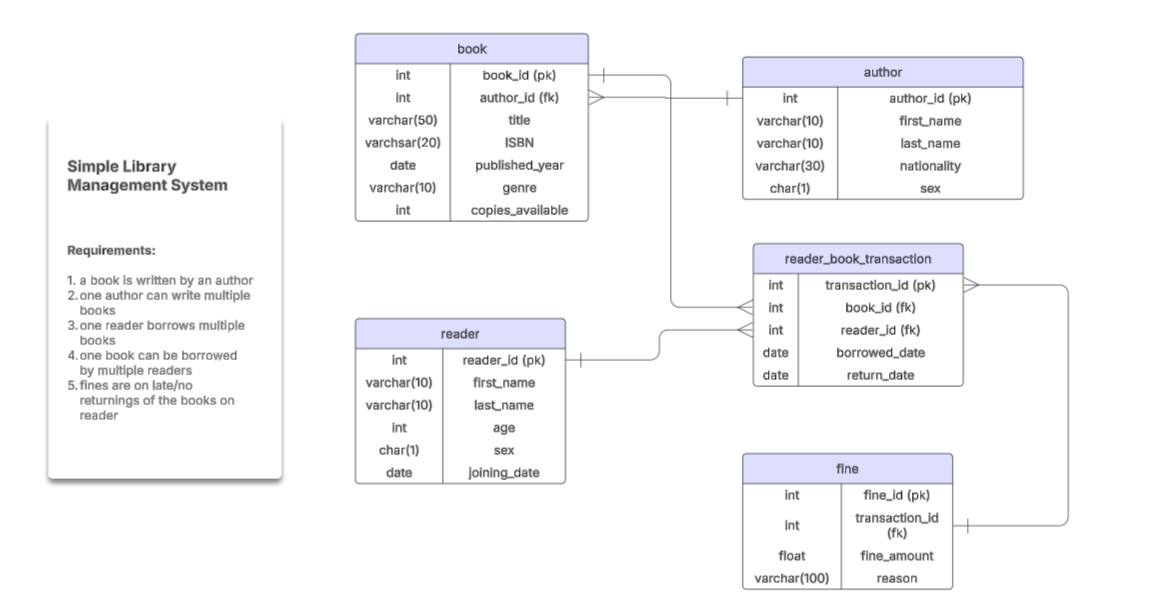 Simple Library
Management System
Requirements:
1. a book is written by an author
2. one author can write multiple
books
3. one reader borrows multiple
books
4. one book can be borrowed
by multiple readers
5. fines are on late/no
returnings of the books on
reader
book
int book_id (pk)
int author_id (fk)
varchar(50) title
varchsar(20) ISBN
date published_year
varchar(10) genre
int copies_available
author
int author_id (pk)
varchar(10) first_name
varchar(10) last_name
varchar(30) nationality
char(1) sex
reader_book_transaction
int transaction_id (pk)
int book_id (fk)
int reader_id (fk)
date borrowed_date
date return_date
reader
int reader_id (pk)
varchar(10) first_name
varchar(10) last_name
int age
char(1) sex
date joining_date
fine
int fine_id (pk)
int transaction_id
(fk)
float fine_amount
varchar(100) reason